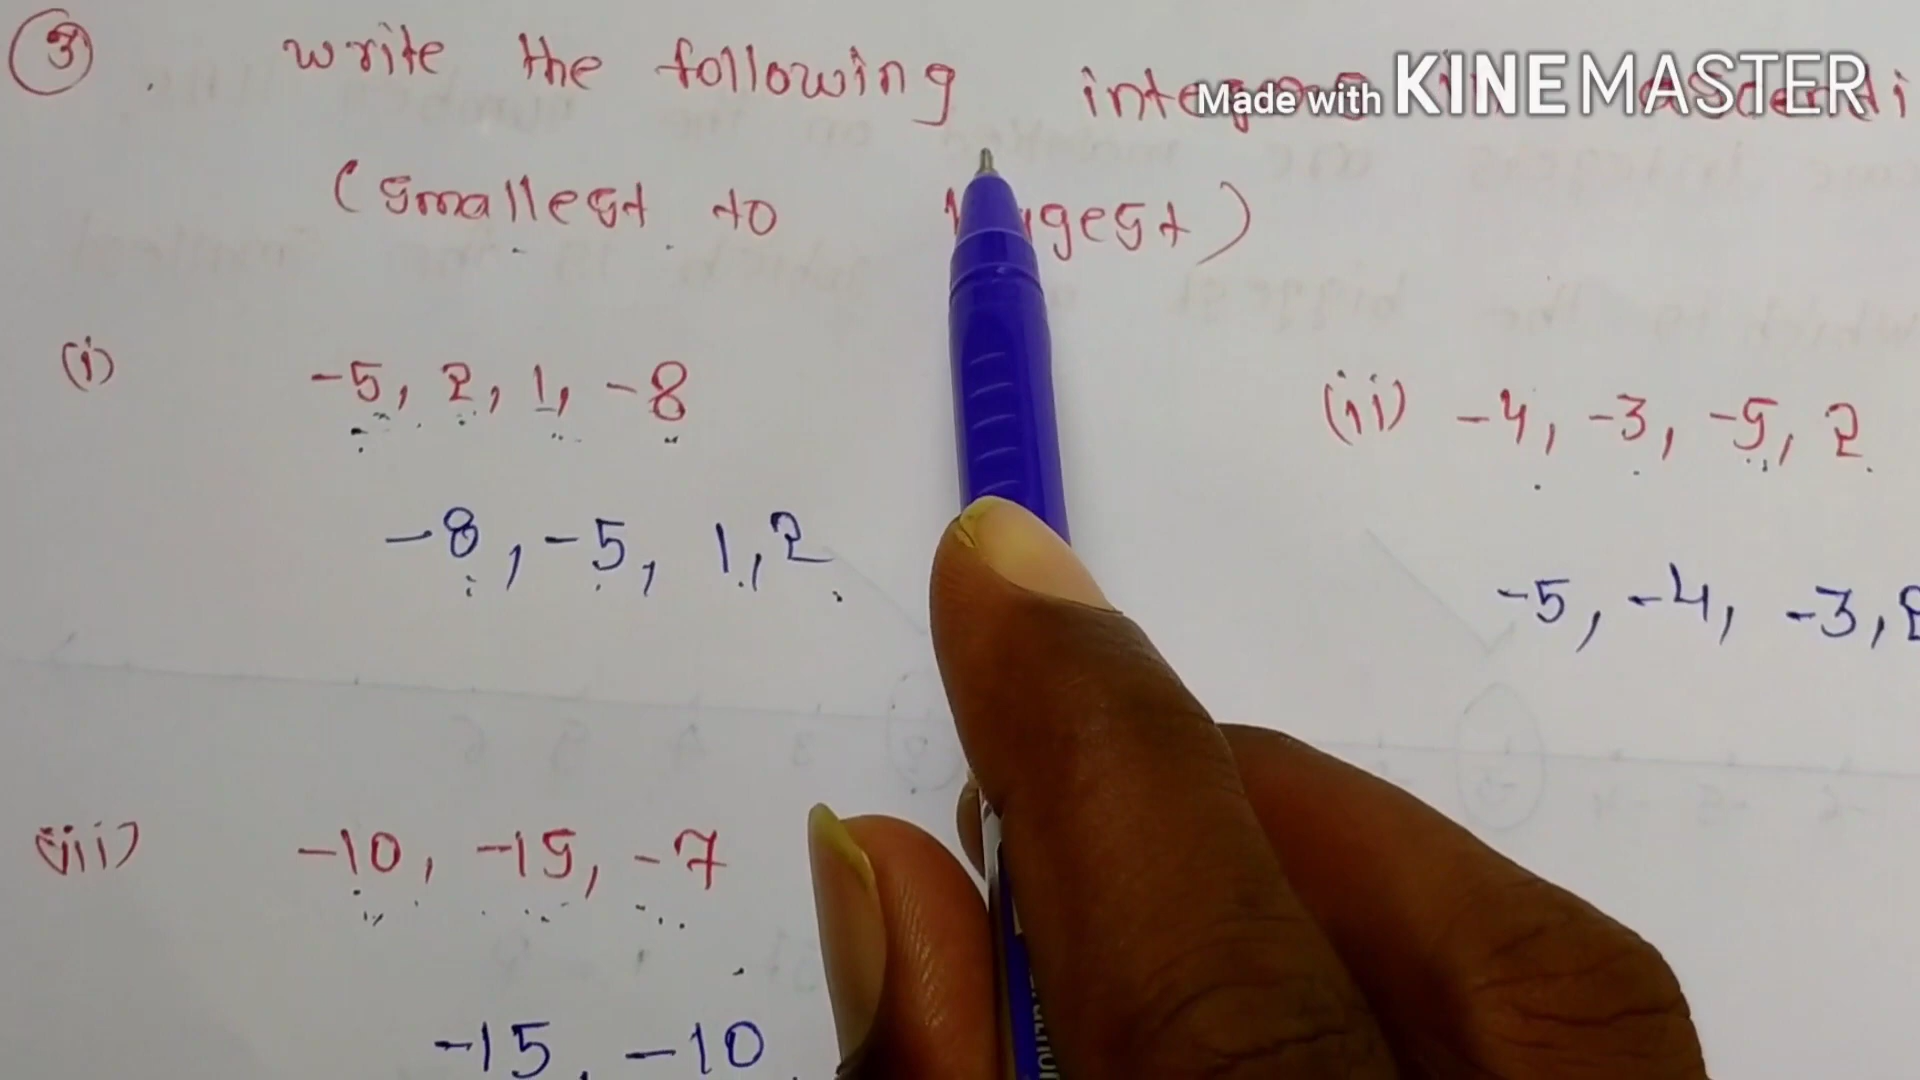 3. write the following
Made with KINEMASTER
(smallest to
(i) -5, 2, 1, -8
(ii) -4, -3, -5, 2
-8, -5, 1, 2
-5, -4, -3, 2
(iii) -10, -15, -7
-15, -10